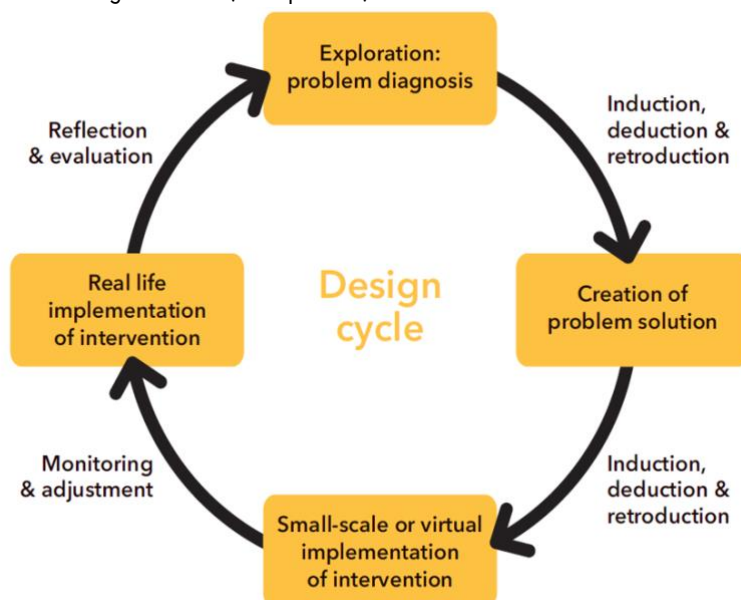 Exploration:
problem diagnosis
Induction,
deduction &
retroduction
Reflection
& evaluation
Real life
implementation
of intervention
Design
cycle
Creation of
problem solution
Monitoring
& adjustment
Induction,
deduction &
retroduction
Small-scale or virtual
implementation
of intervention